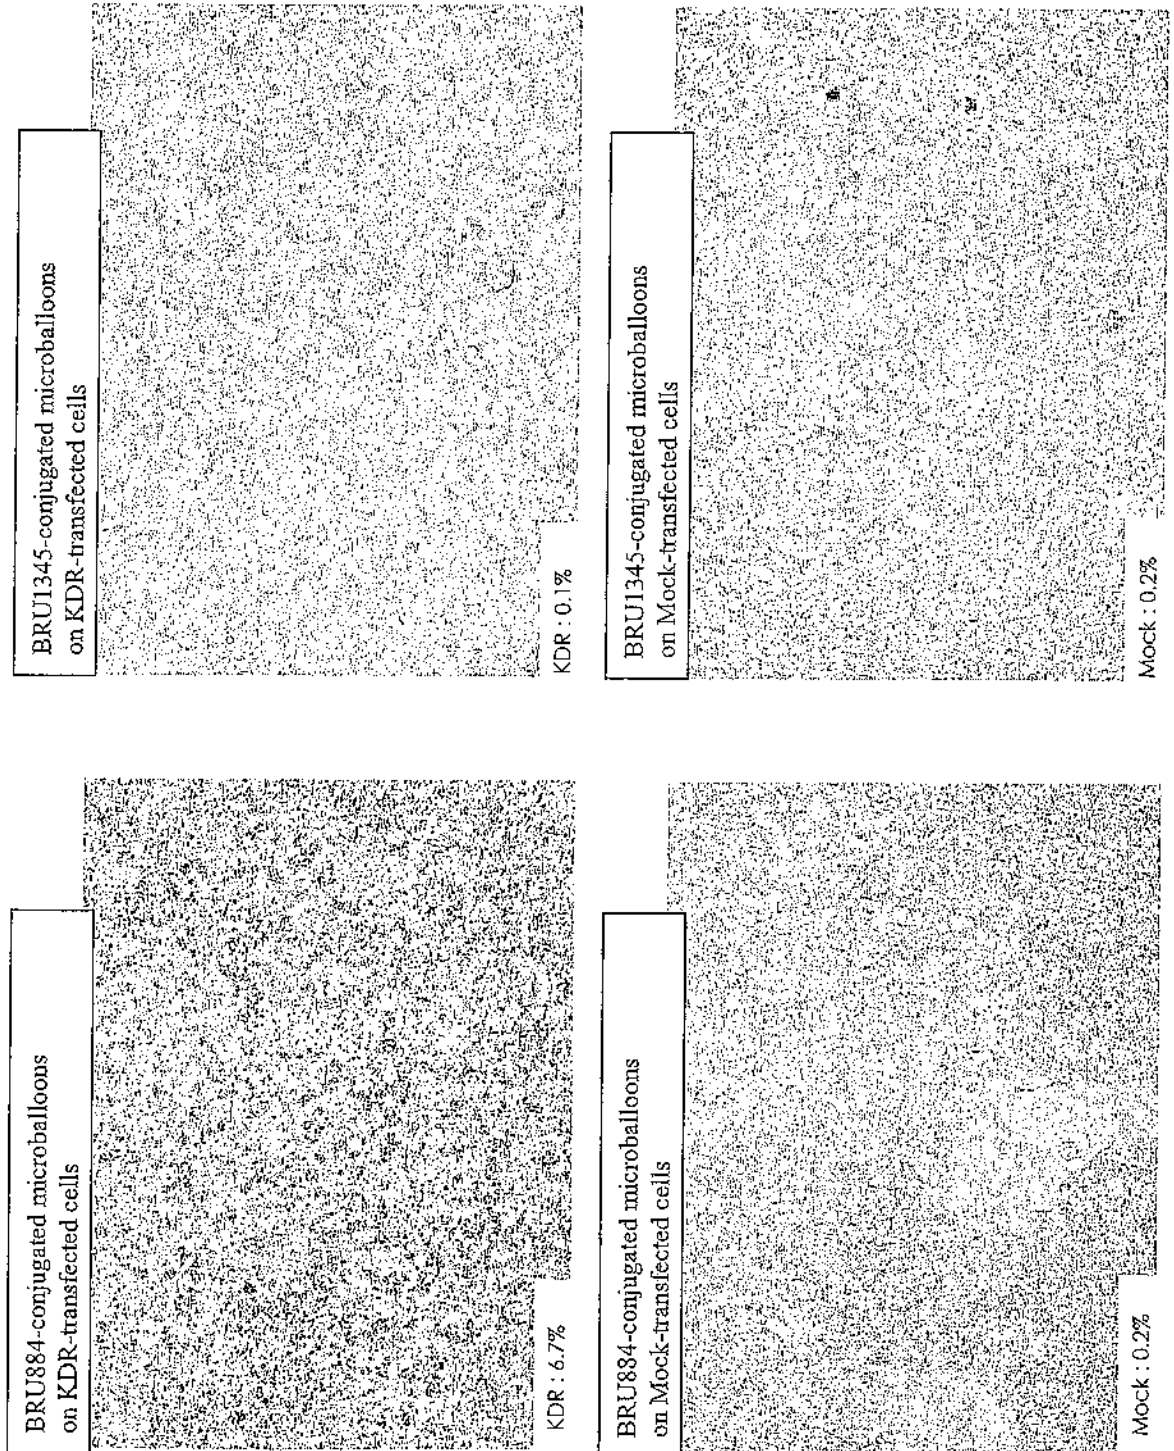 BRU884-conjugated microballoons
on KDR-transfected cells
KDR : 6.7%
BRU1345-conjugated microballoons
on KDR-transfected cells
KDR : 0.1%
BRU884-conjugated microballoons
on Mock-transfected cells
Mock : 0.2%
BRU1345-conjugated microballoons
on Mock-transfected cells
Mock : 0.2%